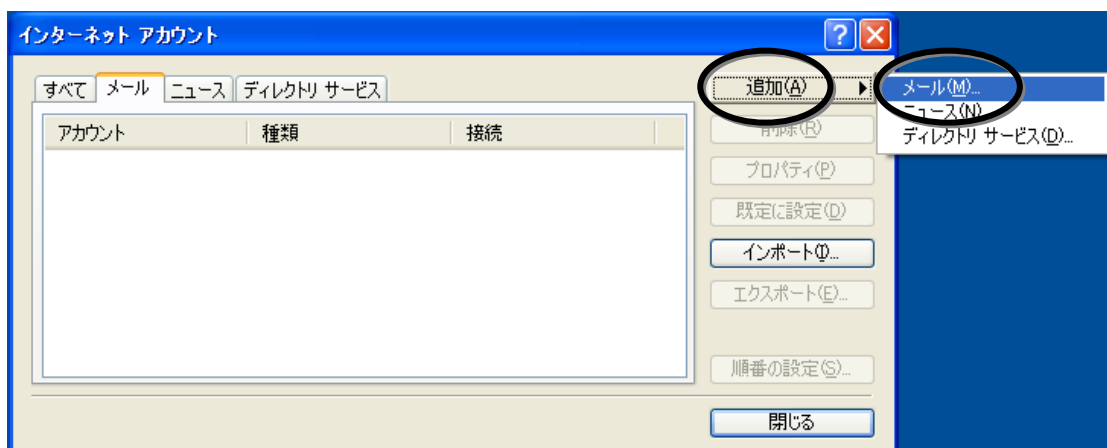 インターネット アカウント
すべて メール ニュース ディレクトリ サービス
アカウント 種類 接続
追加(A)
メール(M)...
ニュース(N)
ディレクトリ サービス(D)...
削除(R)
プロパティ(P)
既定に設定(D)
インポート(I)...
エクスポート(E)...
順番の設定(S)...
閉じる